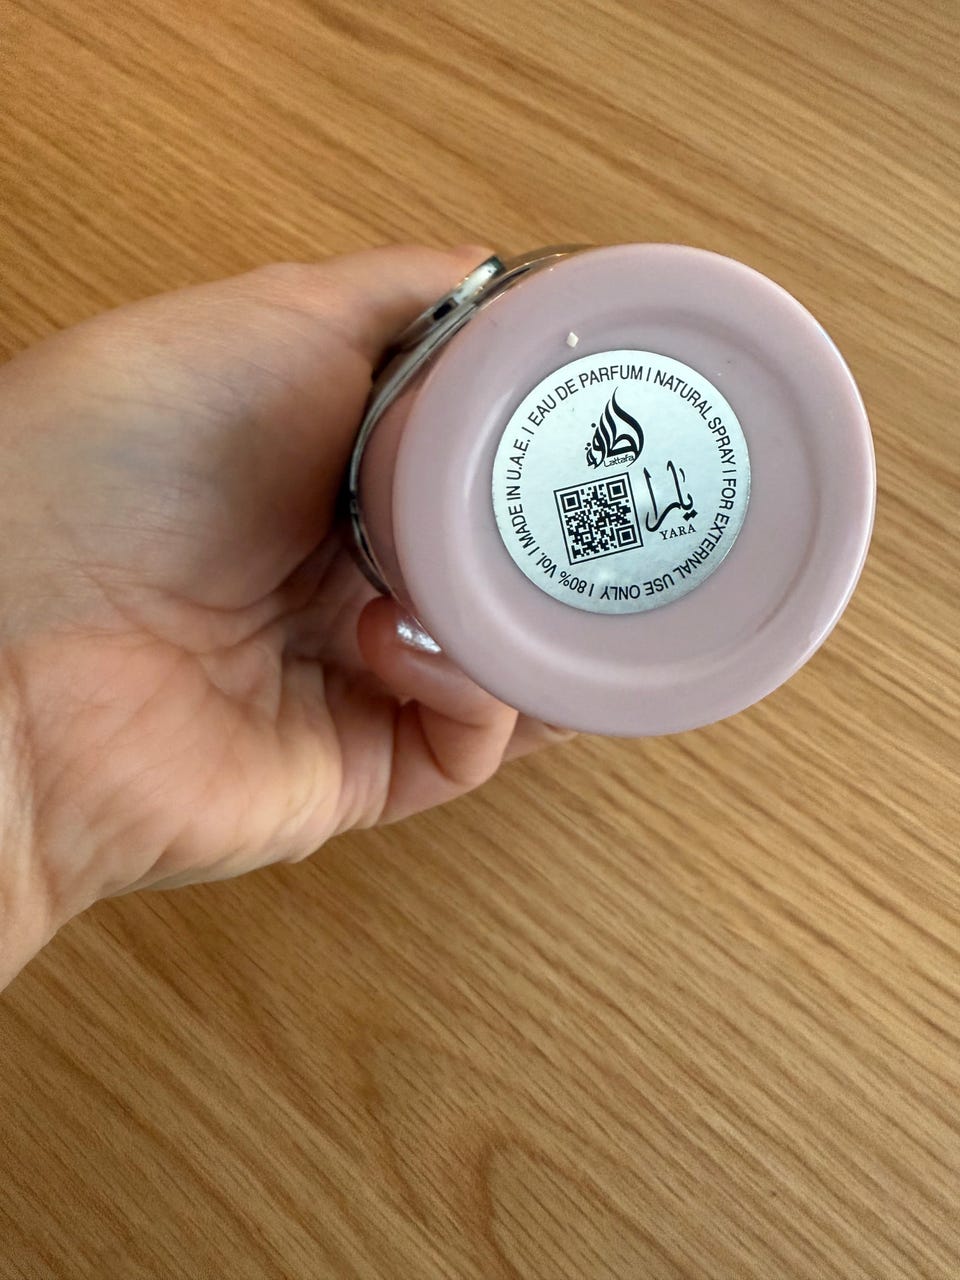 MADE IN U.A.E. I EAU DE PARFUM I NATURAL SPRAY I FOR EXTERNAL USE ONLY I 80% Vol. I
لطافة
Lattafa
يارا
YARA